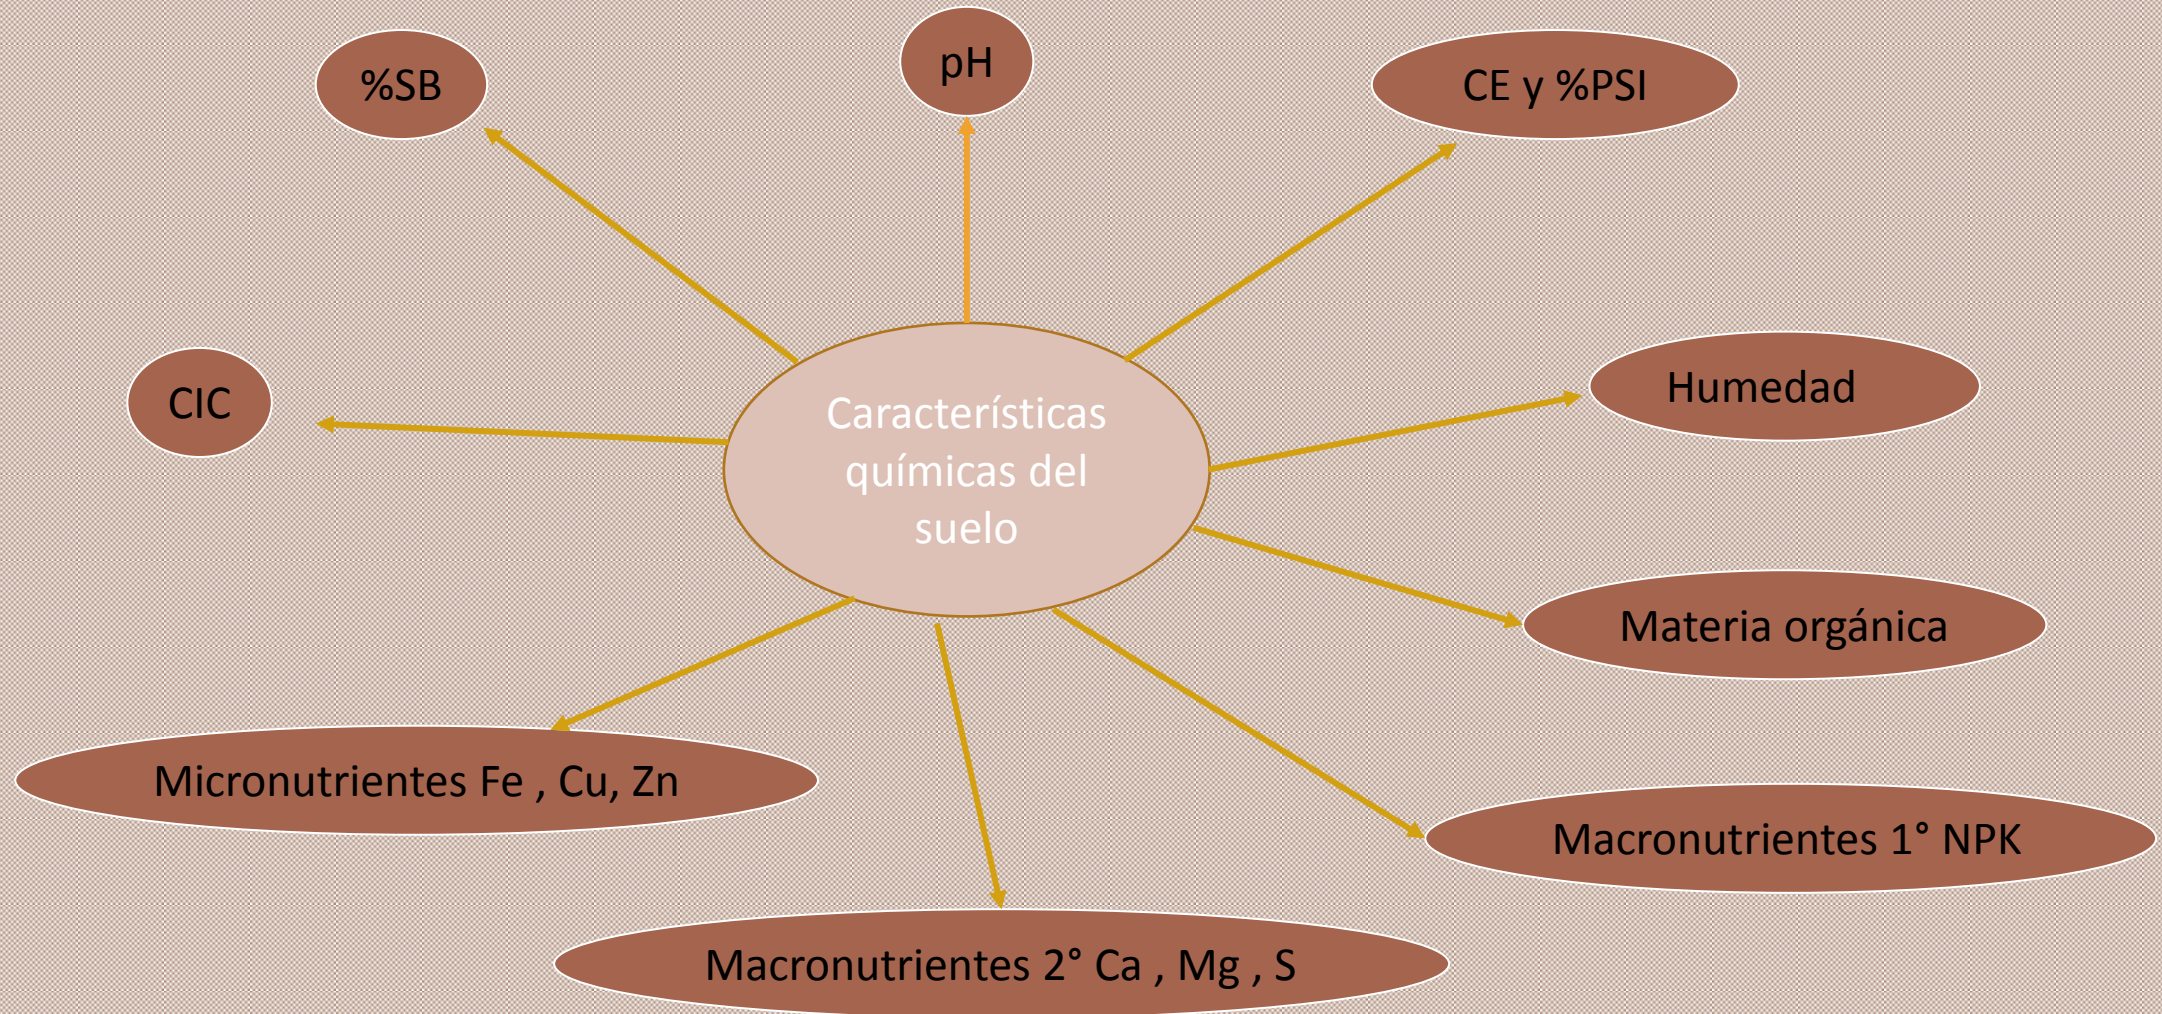 %SB
pH
CE y %PSI
CIC
Características
químicas del
suelo
Humedad
Materia orgánica
Micronutrientes Fe , Cu, Zn
Macronutrientes 1° NPK
Macronutrientes 2° Ca , Mg , S